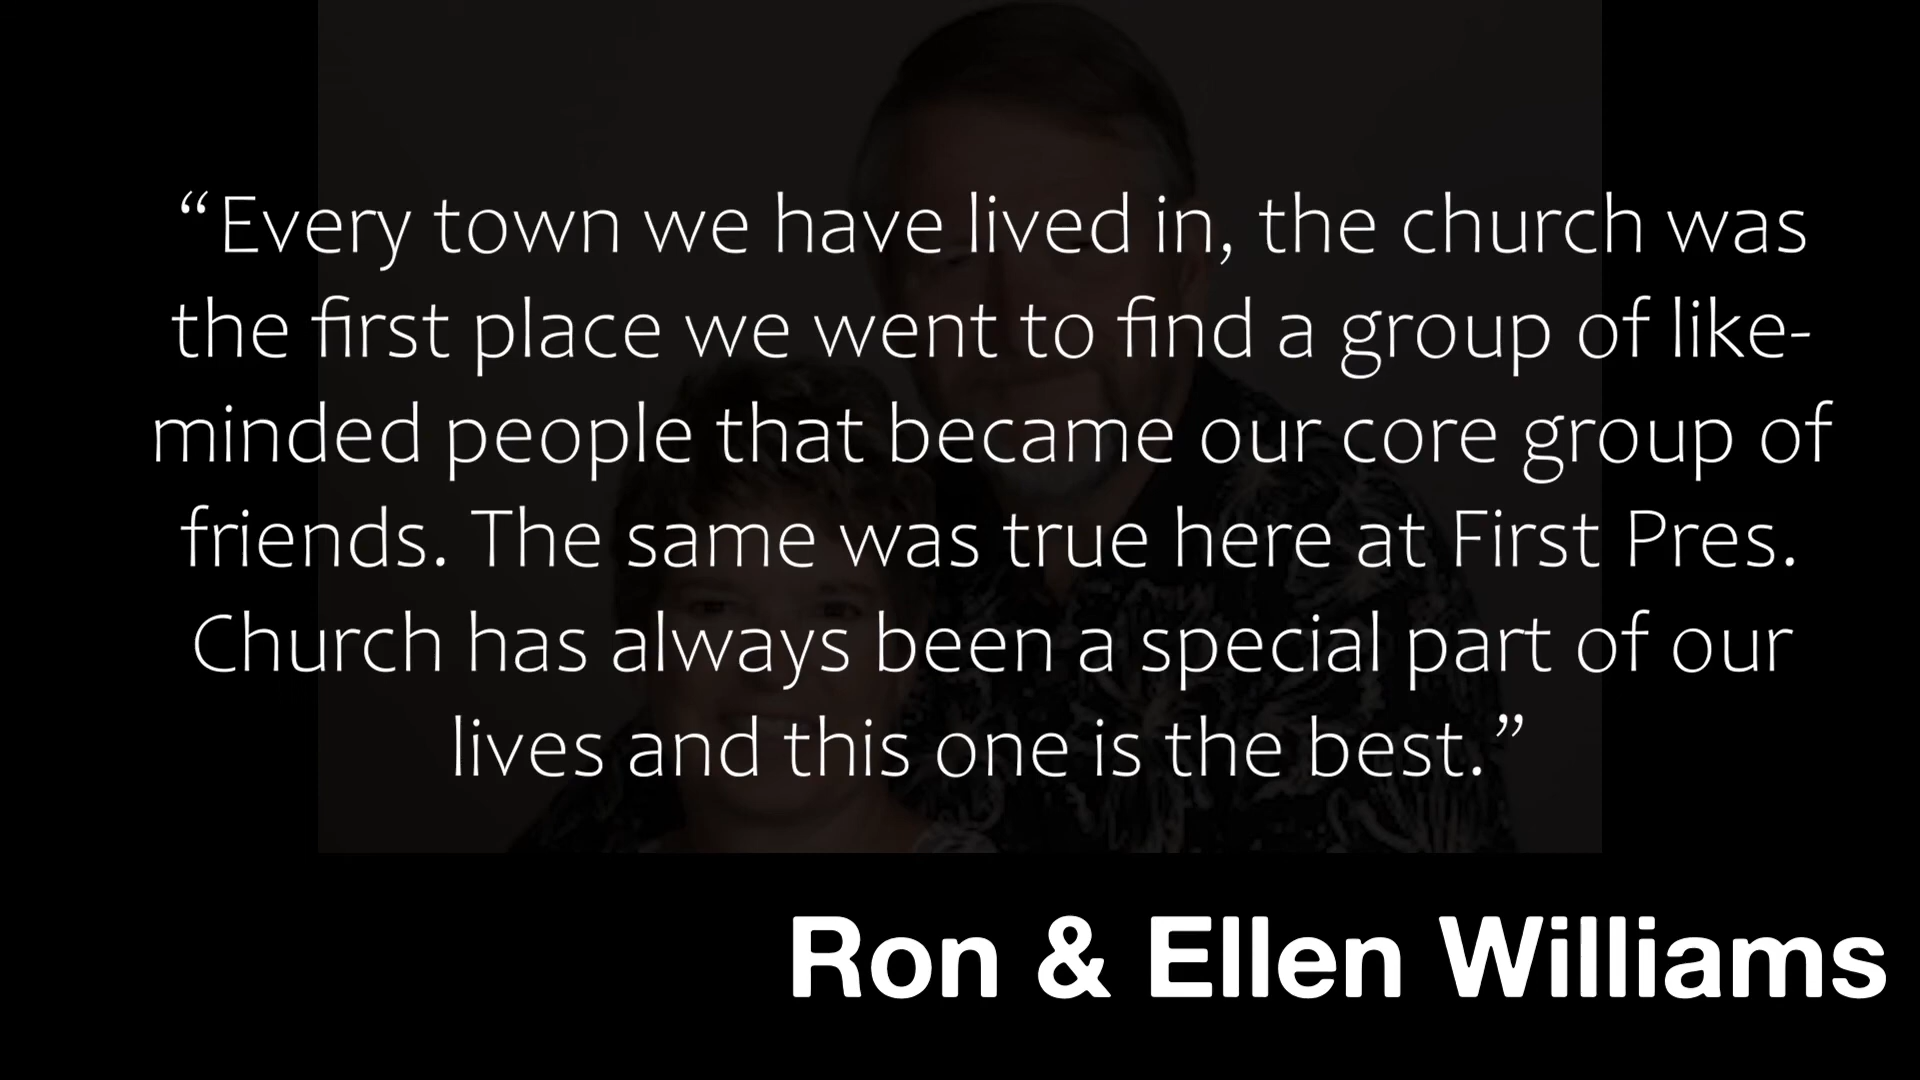 “Every town we have lived in, the church was
the first place we went to find a group of like-
minded people that became our core group of
friends. The same was true here at First Pres.
Church has always been a special part of our
lives and this one is the best.”
Ron & Ellen Williams